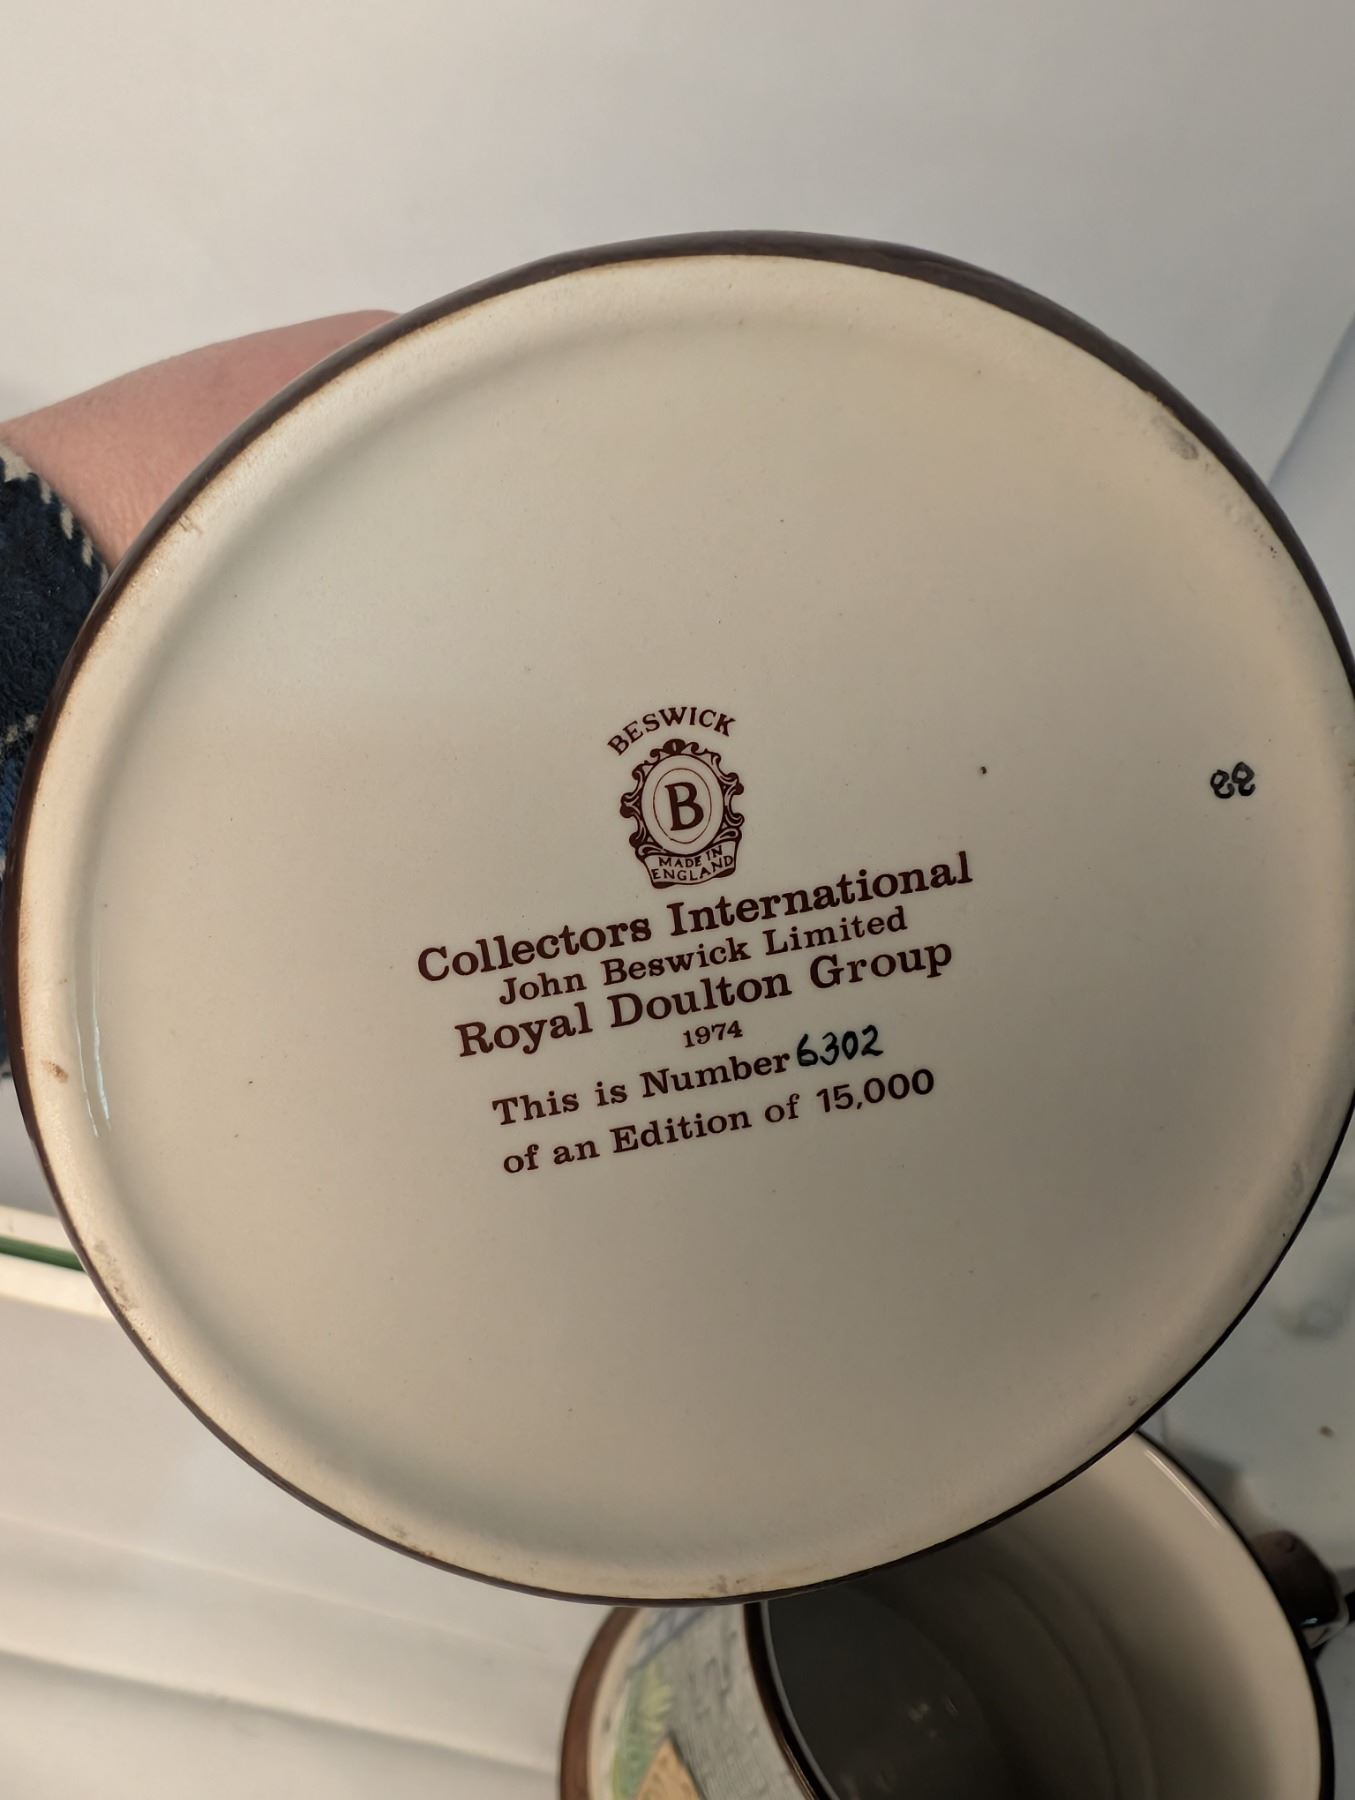 BESWICK
B
MADE IN
ENGLAND
Collectors International
John Beswick Limited
Royal Doulton Group
1974
This is Number 6302
of an Edition of 15,000